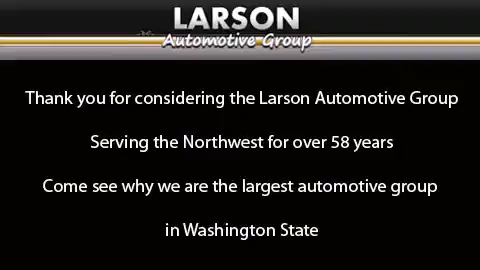 LARSON
Automotive Group
Thank you for considering the Larson Automotive Group
Serving the Northwest for over 58 years
Come see why we are the largest automotive group
in Washington State